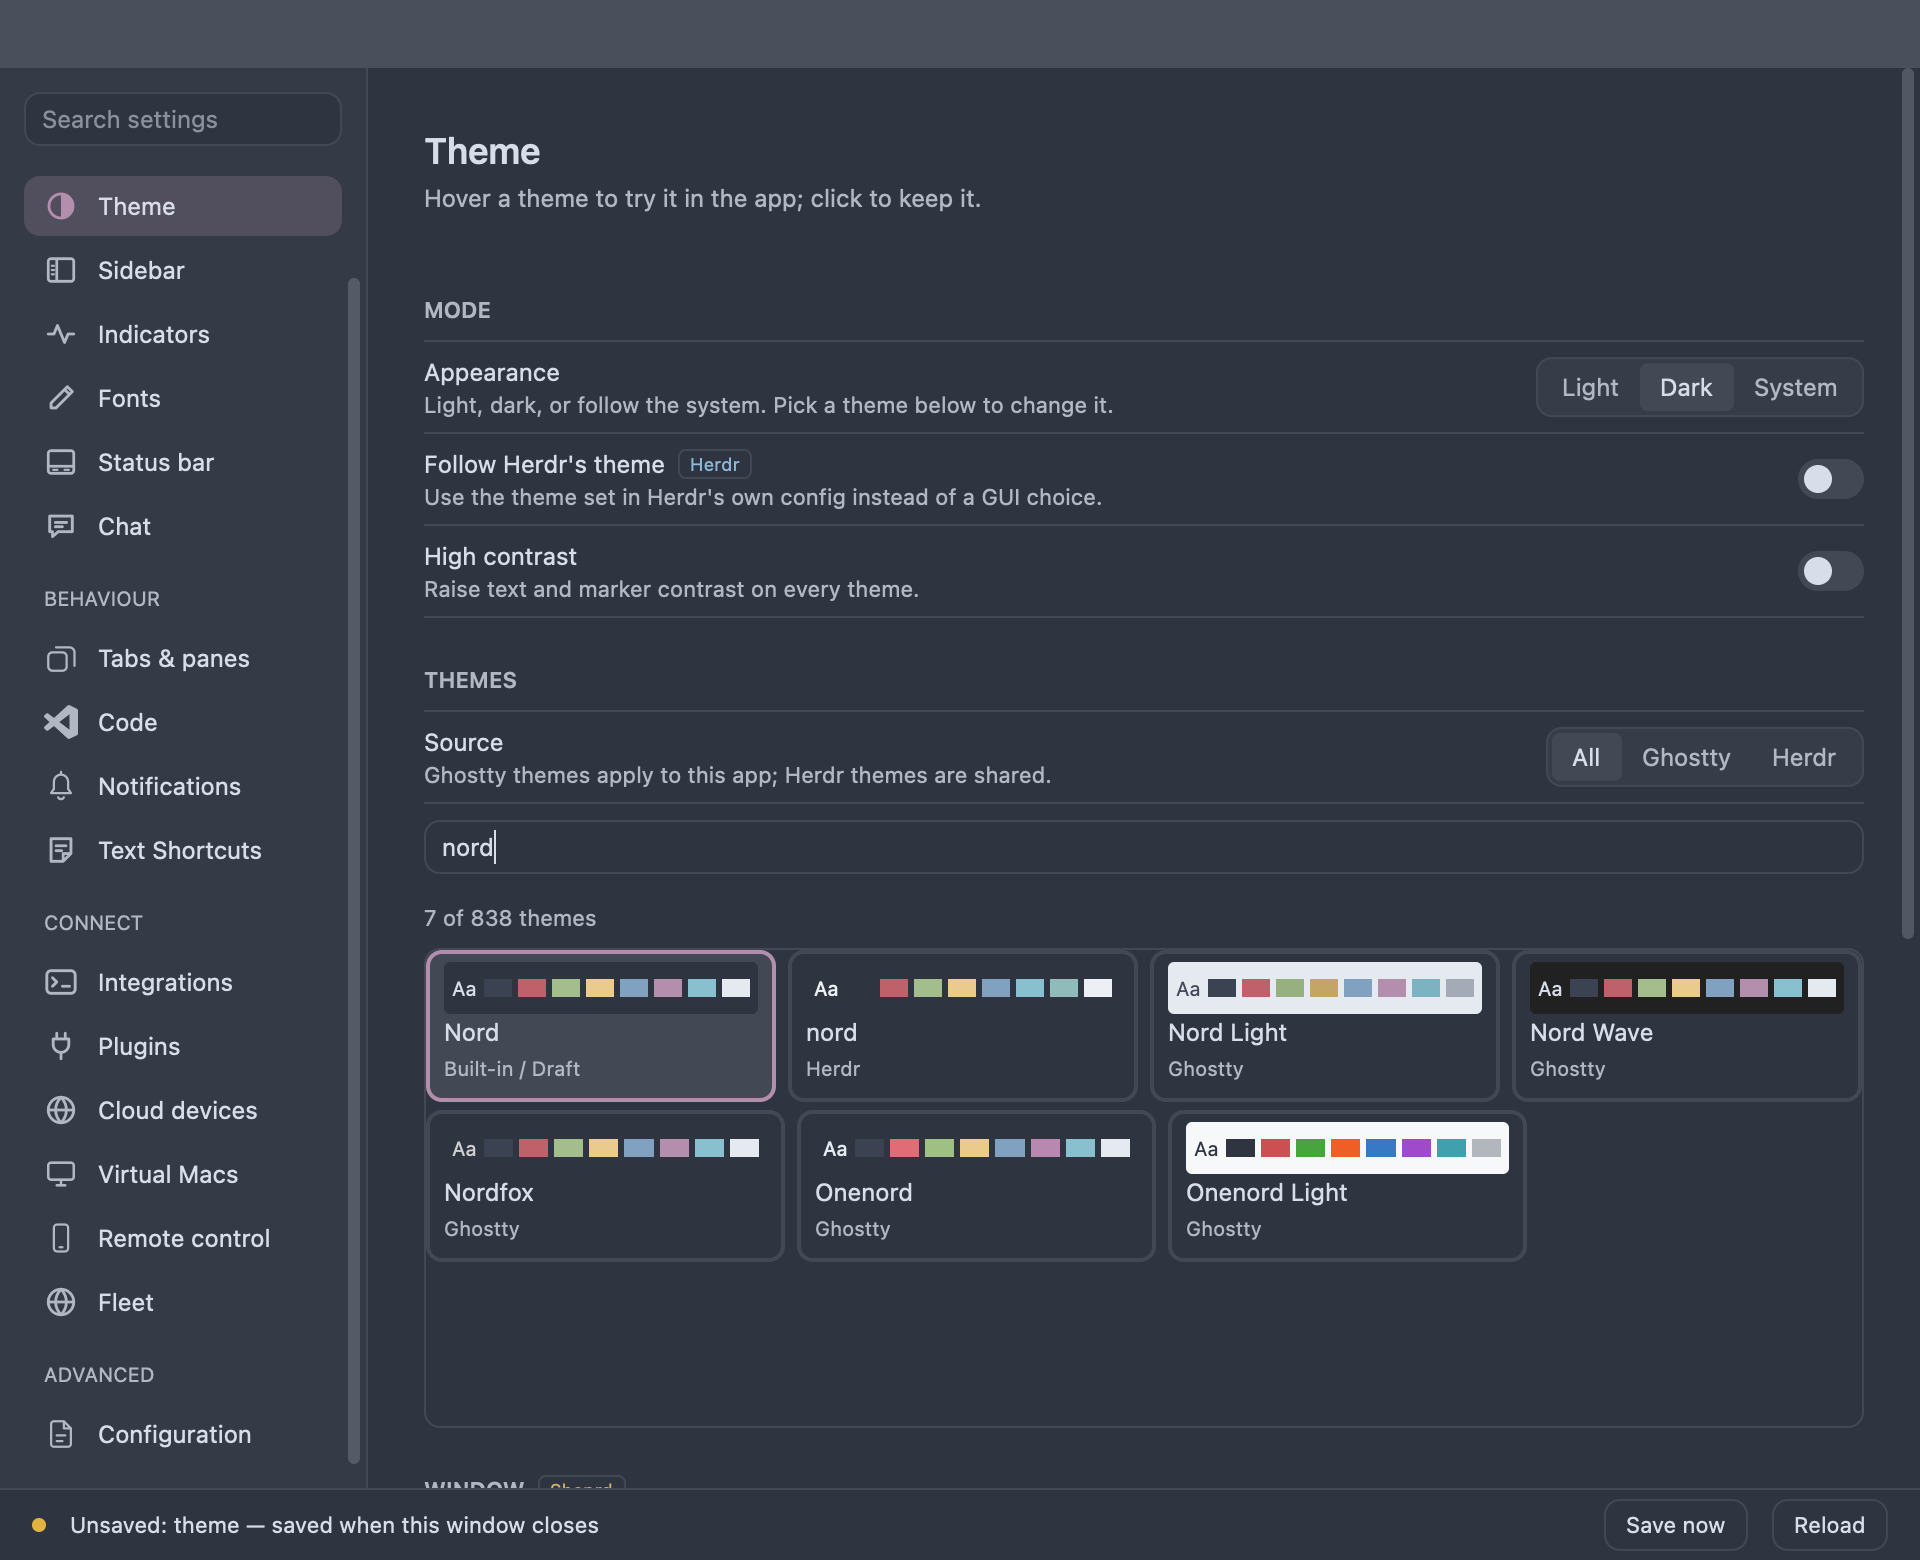 Search settings
Theme
Sidebar
Indicators
Fonts
Status bar
Chat
BEHAVIOUR
Tabs & panes
Code
Notifications
Text Shortcuts
CONNECT
Integrations
Plugins
Cloud devices
Virtual Macs
Remote control
Fleet
ADVANCED
Configuration
Theme
Hover a theme to try it in the app; click to keep it.
MODE
Appearance
Light, dark, or follow the system. Pick a theme below to change it.
Light Dark System
Follow Herdr's theme Herdr
Use the theme set in Herdr's own config instead of a GUI choice.
High contrast
Raise text and marker contrast on every theme.
THEMES
Source
Ghostty themes apply to this app; Herdr themes are shared.
All Ghostty Herdr
nord
7 of 838 themes
Aa
Nord
Built-in / Draft
Aa
nord
Herdr
Aa
Nord Light
Ghostty
Aa
Nord Wave
Ghostty
Aa
Nordfox
Ghostty
Aa
Onenord
Ghostty
Aa
Onenord Light
Ghostty
WINDOW
Unsaved: theme — saved when this window closes
Save now
Reload